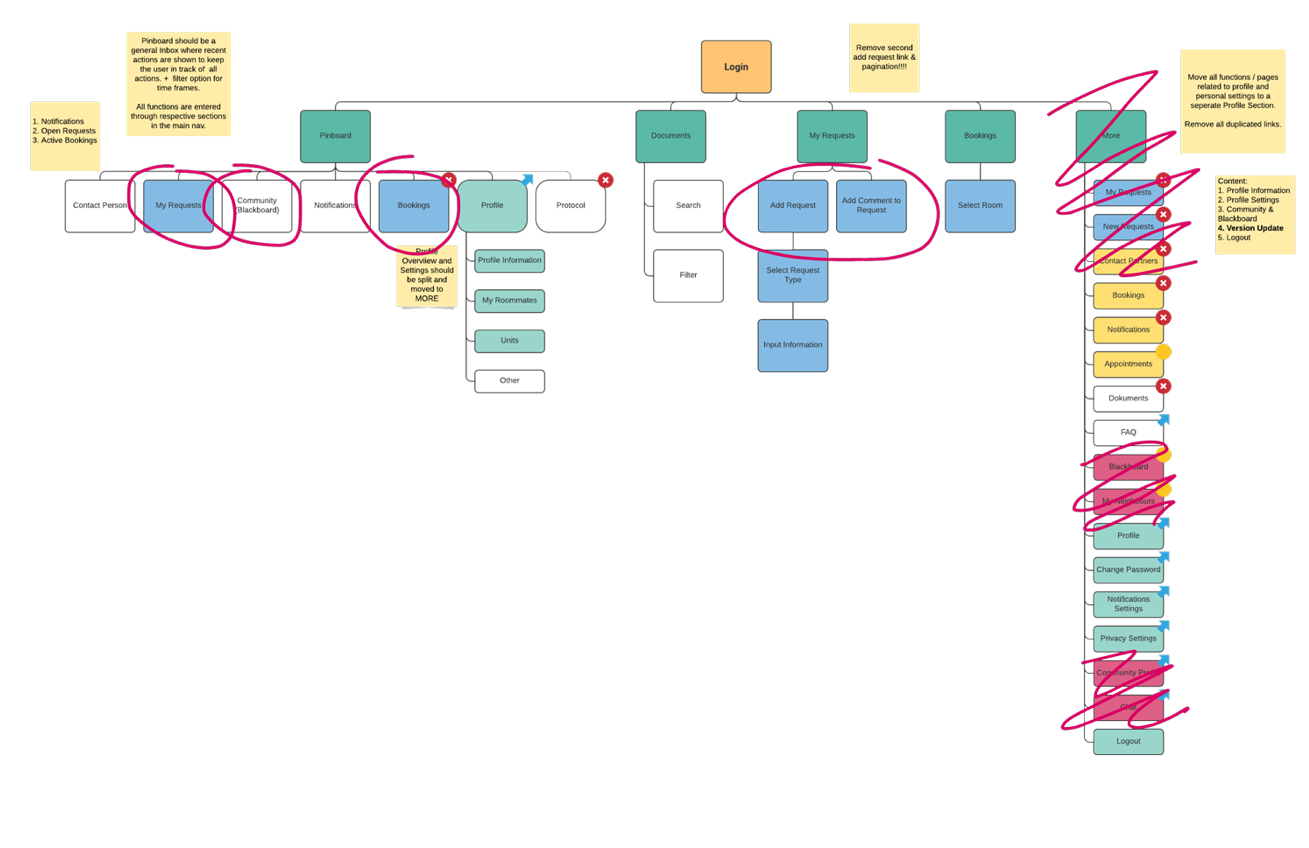 Pinboard should be a
general Inbox where recent
actions are shown to keep
the user in track of all
actions. + filter option for
time frames.
All functions are entered
through respective sections
in the main nav.
1. Notifications
2. Open Requests
3. Active Bookings
Login
Remove second
add request link &
pagination!!!!
Move all functions / pages
related to profile and
personal settings to a
seperate Profile Section.
Remove all duplicated links.
Pinboard
Documents
My Requests
Bookings
More
Contact Person
My Requests
Community
(Blackboard)
Notifications
Bookings
Profile
Protocol
Profile
Overviiew and
Settings should
be split and
moved to
MORE
Profile Information
My Roommates
Units
Other
Search
Filter
Add Request
Add Comment to
Request
Select Request
Type
Input Information
Select Room
Content:
1. Profile Information
2. Profile Settings
3. Community &
Blackboard
4. Version Update
5. Logout
My Requests
New Requests
Contact Partners
Bookings
Notifications
Appointments
Dokuments
FAQ
Blackboard
My Neighbours
Profile
Change Password
Notifications
Settings
Privacy Settings
Community Profile
Chat
Logout